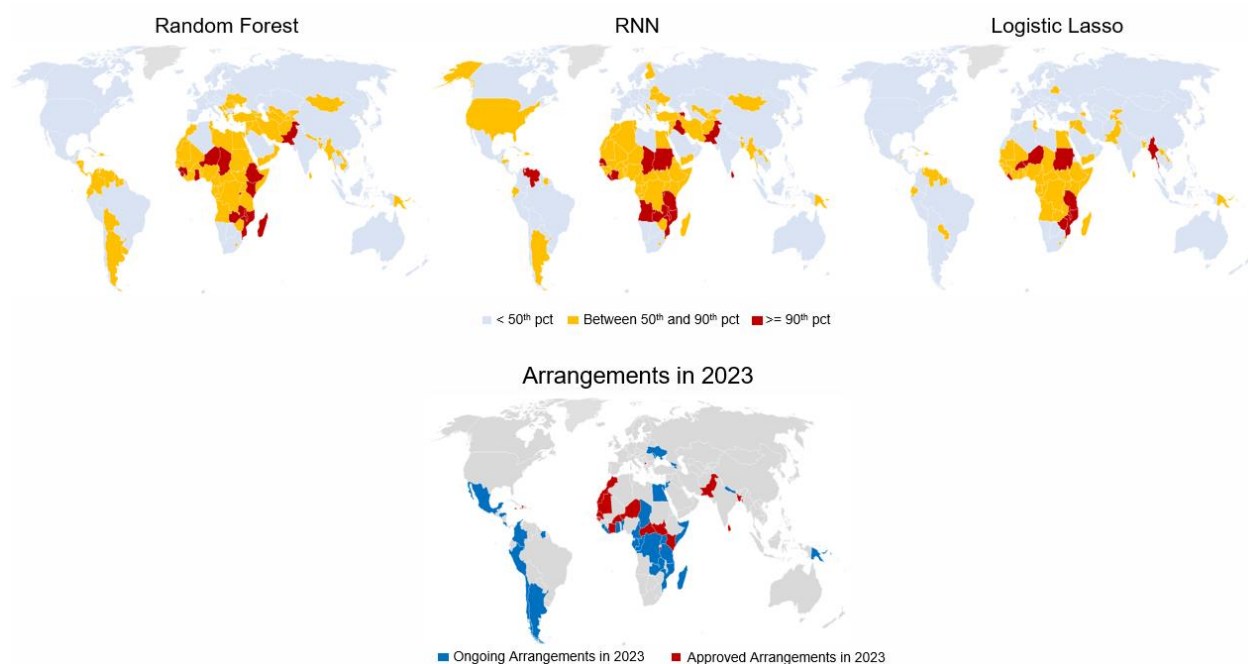 Random Forest
RNN
Logistic Lasso
< 50th pct Between 50th and 90th pct >= 90th pct
Arrangements in 2023
Ongoing Arrangements in 2023 Approved Arrangements in 2023